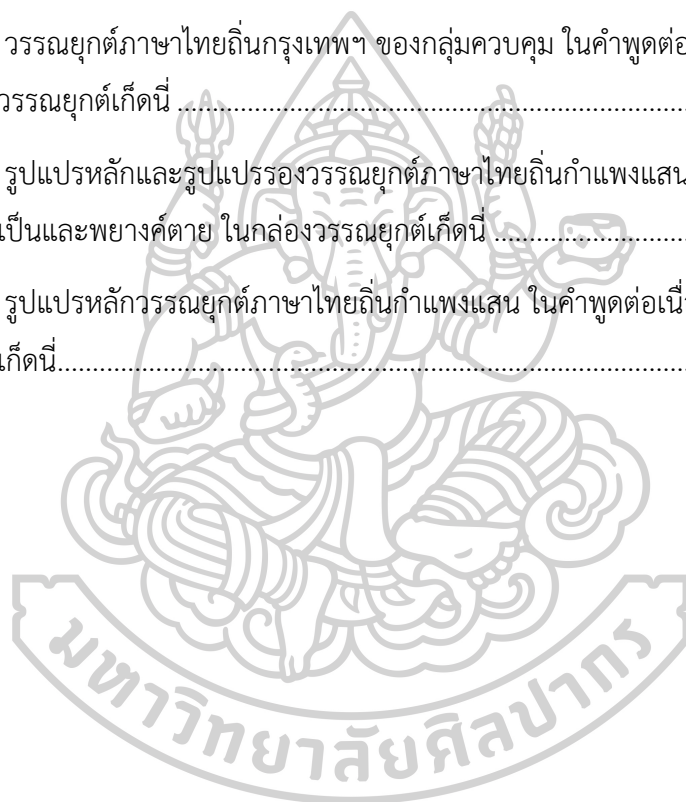 วรรณยุกต์ภาษาไทยถิ่นกรุงเทพฯ ของกลุ่มควบคุม ในคำพูดต่อ
วรรณยุกต์เก็ดนี่ ........................................................................
รูปแปรหลักและรูปแปรรองวรรณยุกต์ภาษาไทยถิ่นกำแพงแสน
เป็นและพยางค์ตาย ในกล่องวรรณยุกต์เก็ดนี่ ...........................
รูปแปรหลักวรรณยุกต์ภาษาไทยถิ่นกำแพงแสน ในคำพูดต่อเนื่
เก็ดนี่........................................................................................
มหาวิทยาลัยศิลปากร